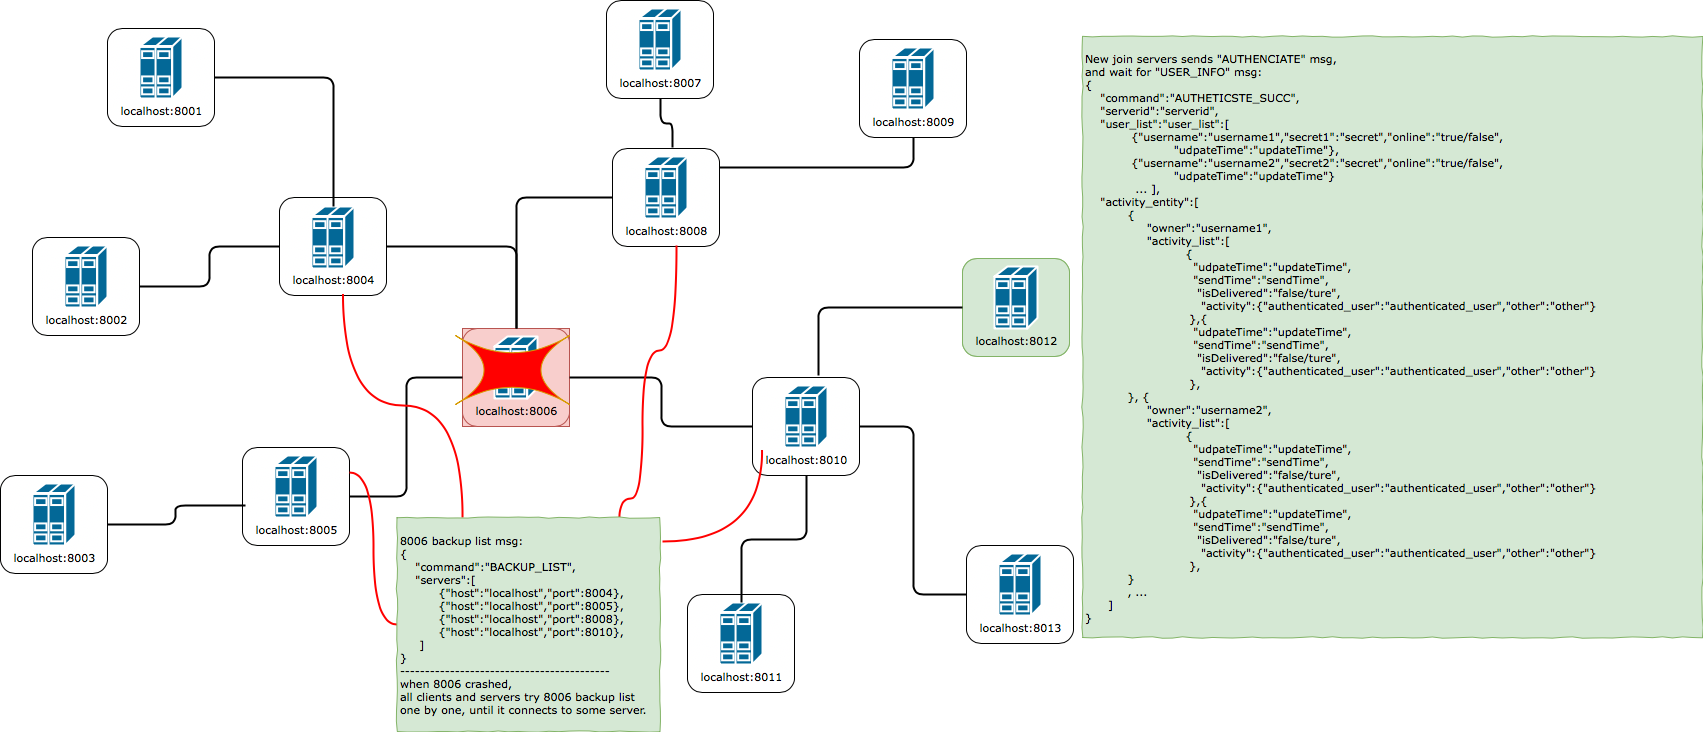 localhost:8001
localhost:8002
localhost:8003
localhost:8004
localhost:8005
localhost:8006
localhost:8007
localhost:8008
localhost:8009
localhost:8010
localhost:8011
localhost:8012
localhost:8013
8006 backup list msg:
{
"command":"BACKUP_LIST",
"servers":[
{"host":"localhost","port":8004},
{"host":"localhost","port":8005},
{"host":"localhost","port":8008},
{"host":"localhost","port":8010},
]
}
----------------------------------------
when 8006 crashed,
all clients and servers try 8006 backup list
one by one, until it connects to some server.
New join servers sends "AUTHENCIATE" msg,
and wait for "USER_INFO" msg:
{
"command":"AUTHETICSTE_SUCC",
"serverid":"serverid",
"user_list":"user_list":[
{"username":"username1","secret1":"secret","online":"true/false",
"udpateTime":"updateTime"},
{"username":"username2","secret2":"secret","online":"true/false",
"udpateTime":"updateTime"}
... ],
"activity_entity":[
{
"owner":"username1",
"activity_list":[
{
"udpateTime":"updateTime",
"sendTime":"sendTime",
"isDelivered":"false/ture",
"activity":{"authenticated_user":"authenticated_user","other":"other"}
},{
"udpateTime":"updateTime",
"sendTime":"sendTime",
"isDelivered":"false/ture",
"activity":{"authenticated_user":"authenticated_user","other":"other"}
},
}, {
"owner":"username2",
"activity_list":[
{
"udpateTime":"updateTime",
"sendTime":"sendTime",
"isDelivered":"false/ture",
"activity":{"authenticated_user":"authenticated_user","other":"other"}
},{
"udpateTime":"updateTime",
"sendTime":"sendTime",
"isDelivered":"false/ture",
"activity":{"authenticated_user":"authenticated_user","other":"other"}
},
}
, ...
]
}